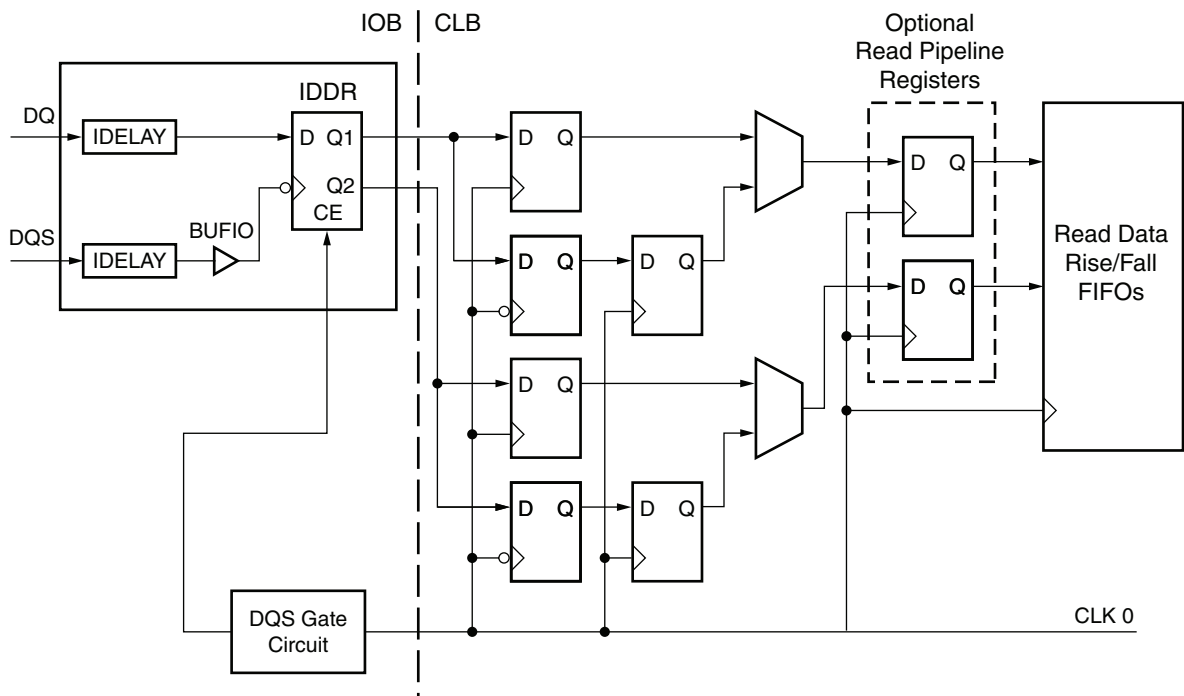 IOB
CLB
Optional
Read Pipeline
Registers
DQ
IDELAY
IDDR
D Q1
Q2
CE
DQS
IDELAY
BUFIO
D Q
D Q
D Q
D Q
D Q
D Q
D Q
D Q
Read Data
Rise/Fall
FIFOs
DQS Gate
Circuit
CLK 0